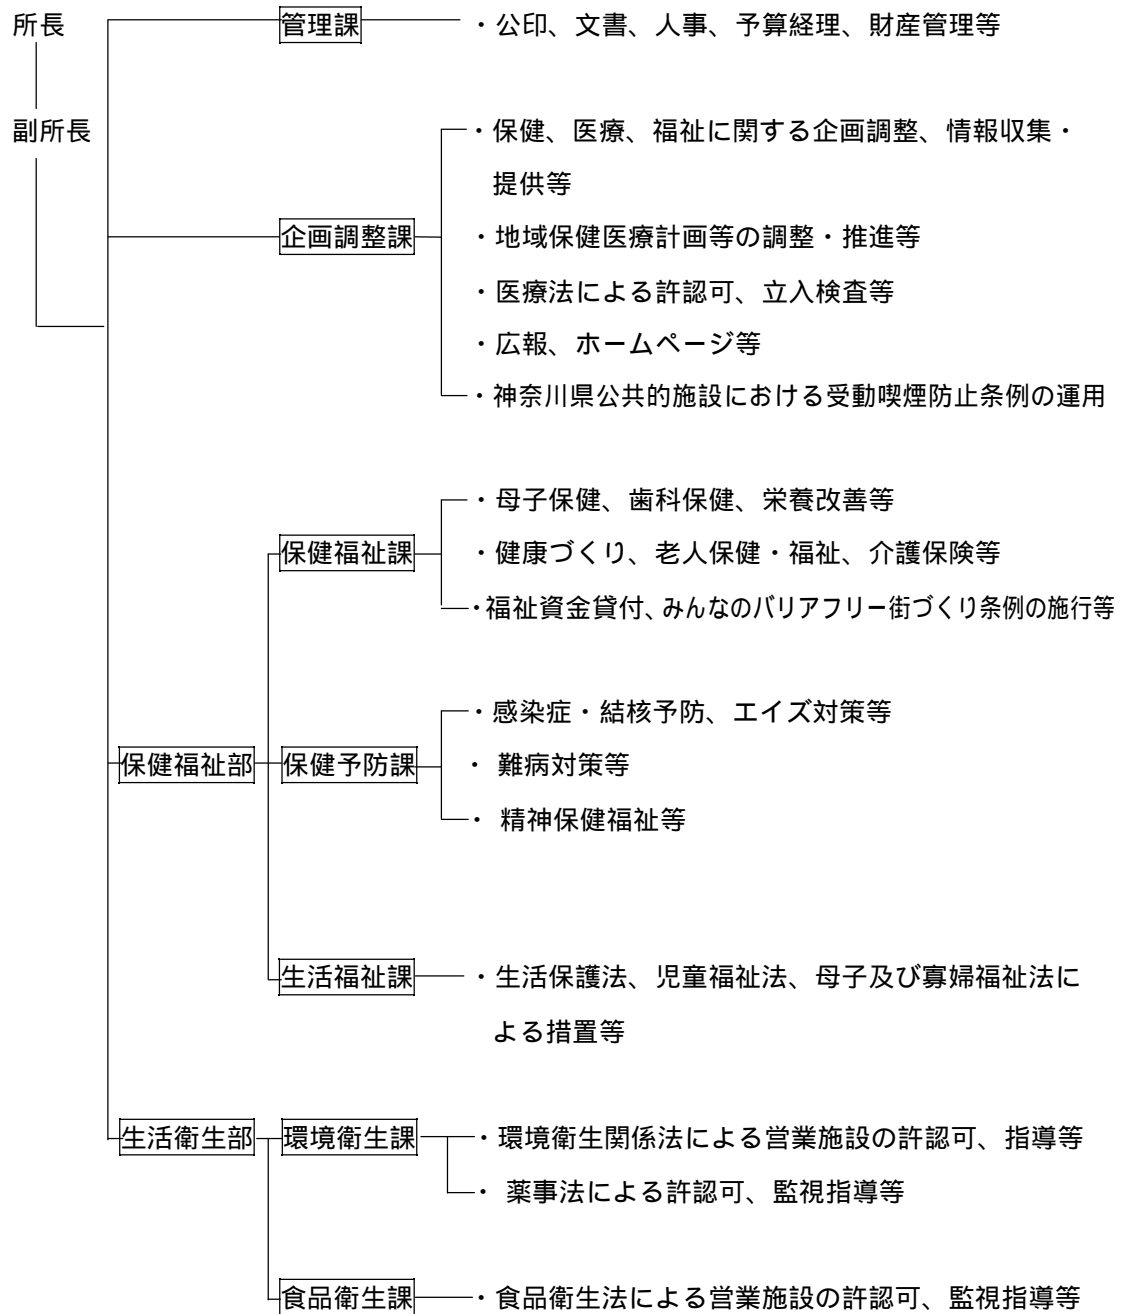 所長
管理課
・公印、文書、人事、予算経理、財産管理等
副所長
・保健、医療、福祉に関する企画調整、情報収集・
提供等
企画調整課
・地域保健医療計画等の調整・推進等
・医療法による許認可、立入検査等
・広報、ホームページ等
・神奈川県公共的施設における受動喫煙防止条例の運用
・母子保健、歯科保健、栄養改善等
保健福祉課
・健康づくり、老人保健・福祉、介護保険等
・福祉資金貸付、みんなのバリアフリー街づくり条例の施行等
・感染症・結核予防、エイズ対策等
保健福祉部
保健予防課
・難病対策等
・精神保健福祉等
生活福祉課
・生活保護法、児童福祉法、母子及び寡婦福祉法に
よる措置等
生活衛生部
環境衛生課
・環境衛生関係法による営業施設の許認可、指導等
・薬事法による許認可、監視指導等
食品衛生課
・食品衛生法による営業施設の許認可、監視指導等